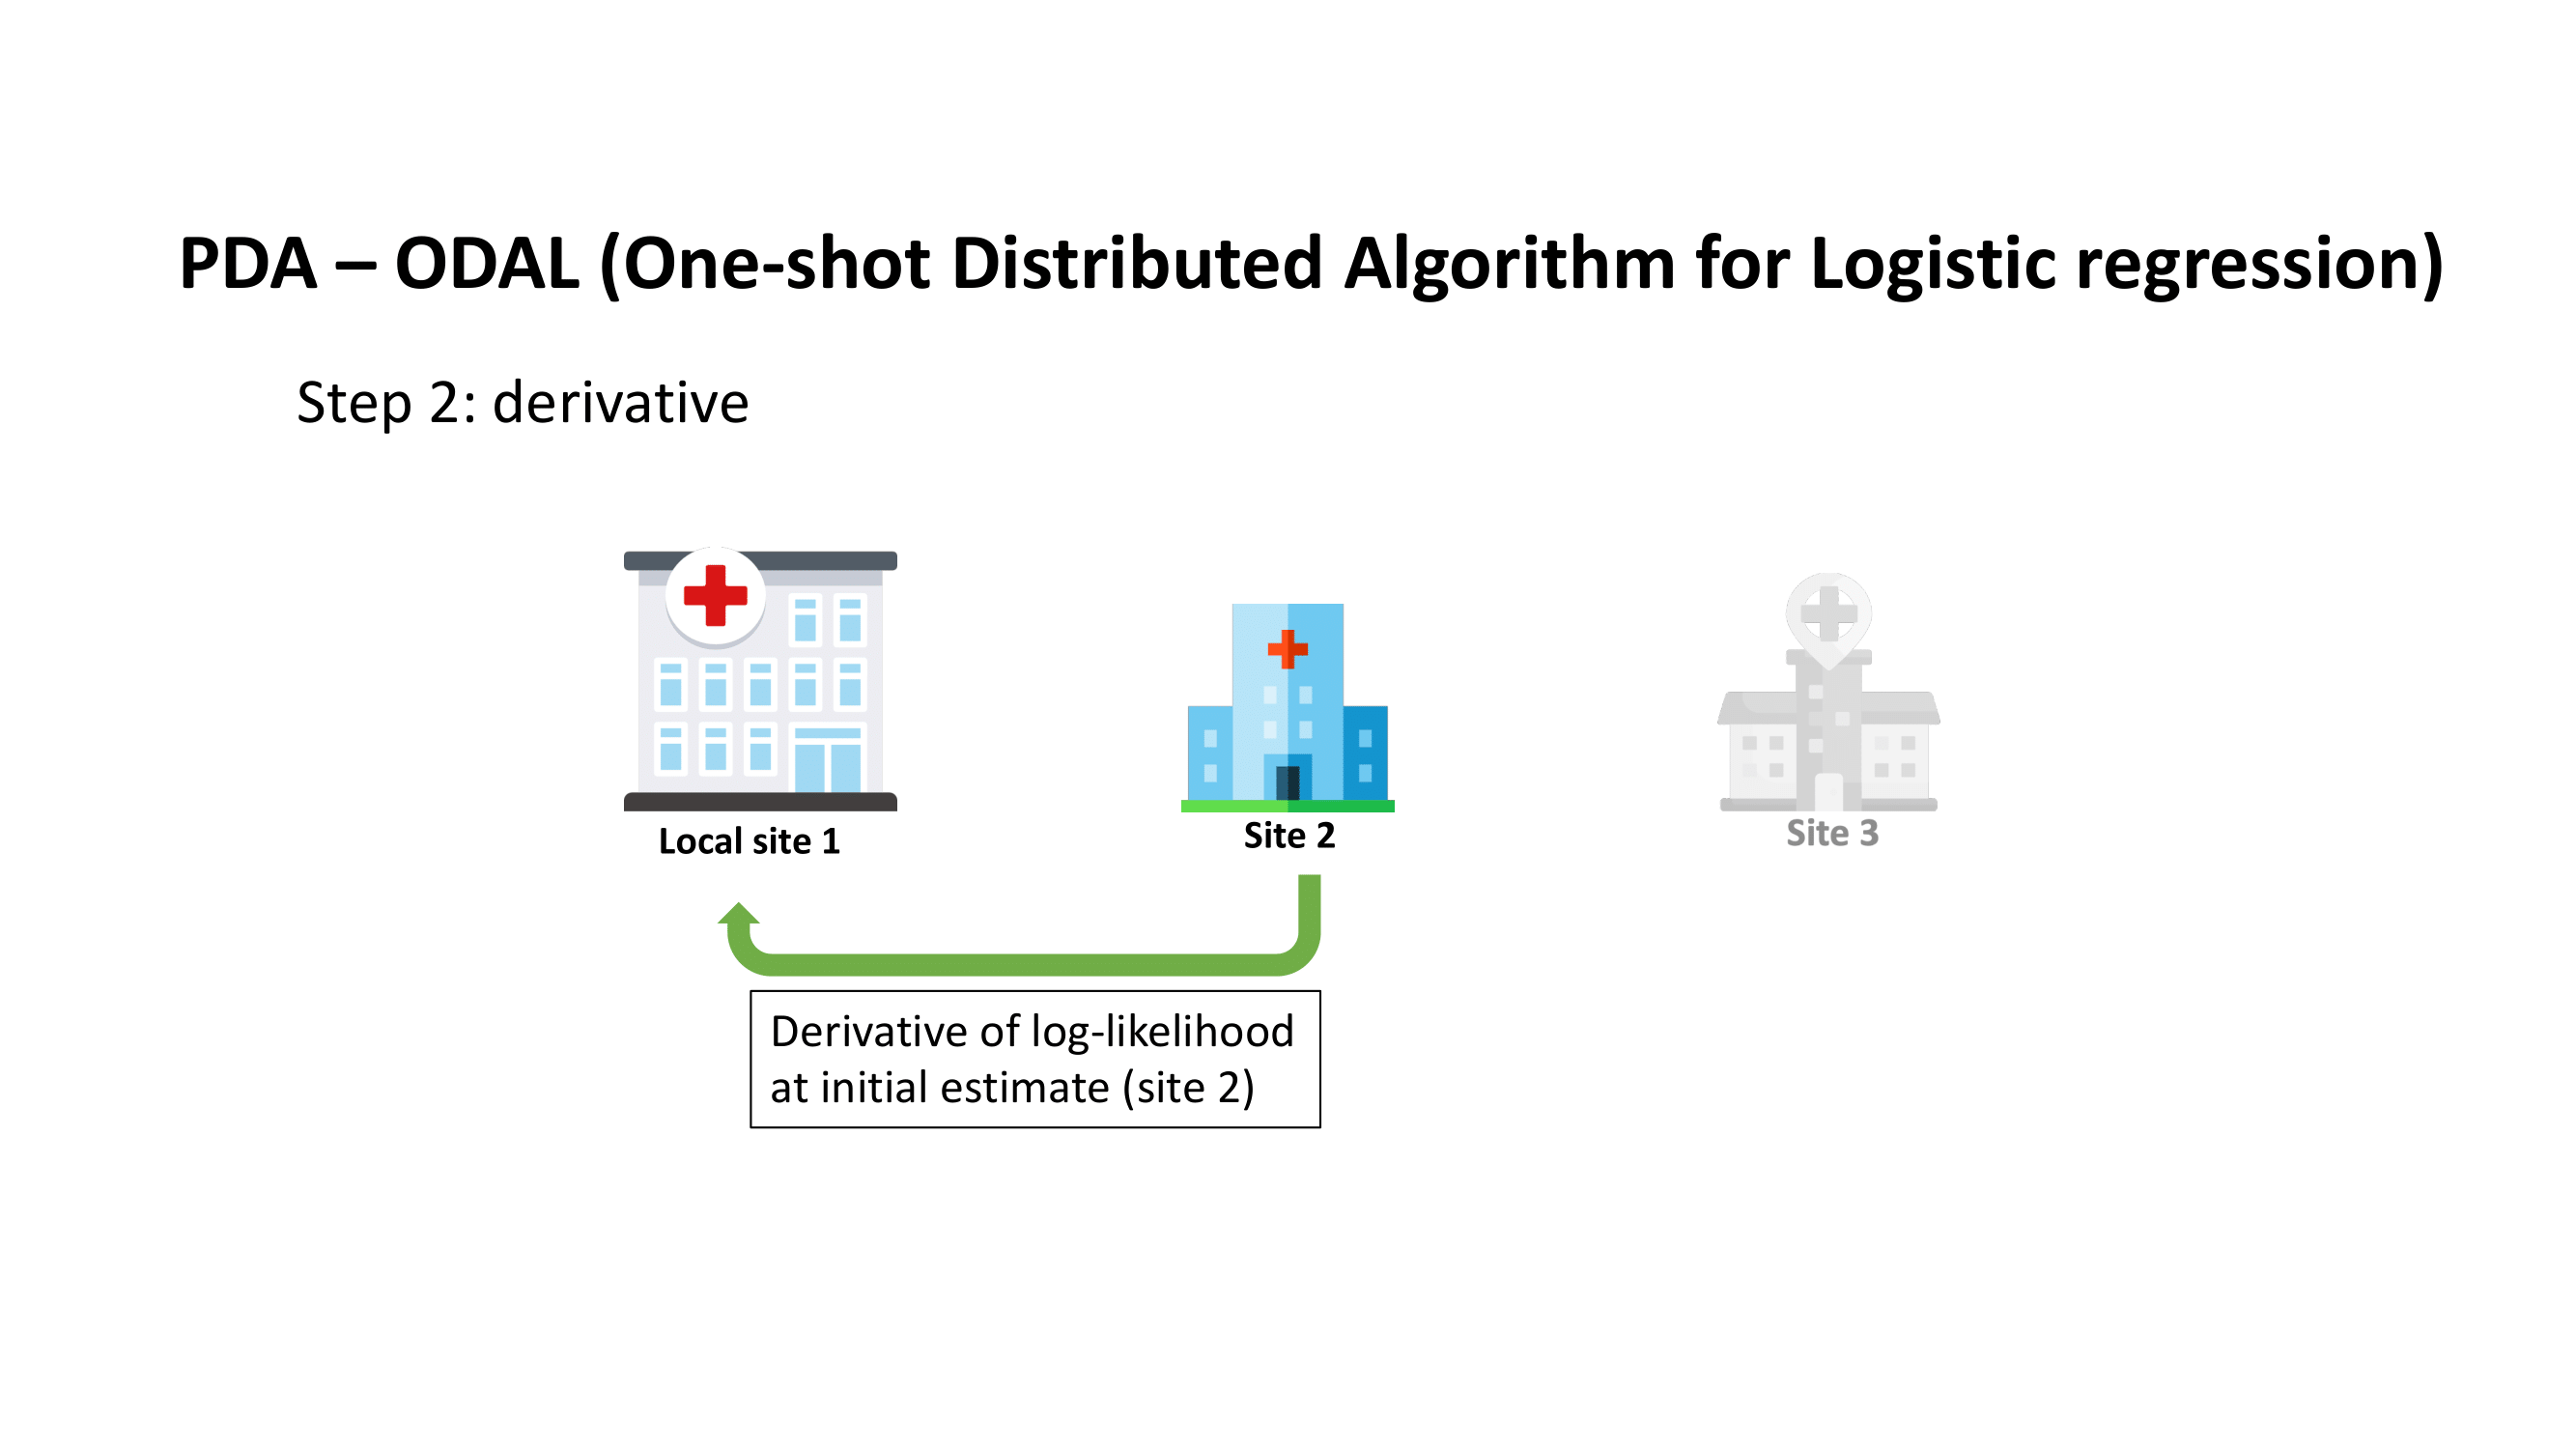 PDA – ODAL (One-shot Distributed Algorithm for Logistic regression)
Step 2: derivative
Local site 1
Site 2
Site 3
Derivative of log-likelihood
at initial estimate (site 2)